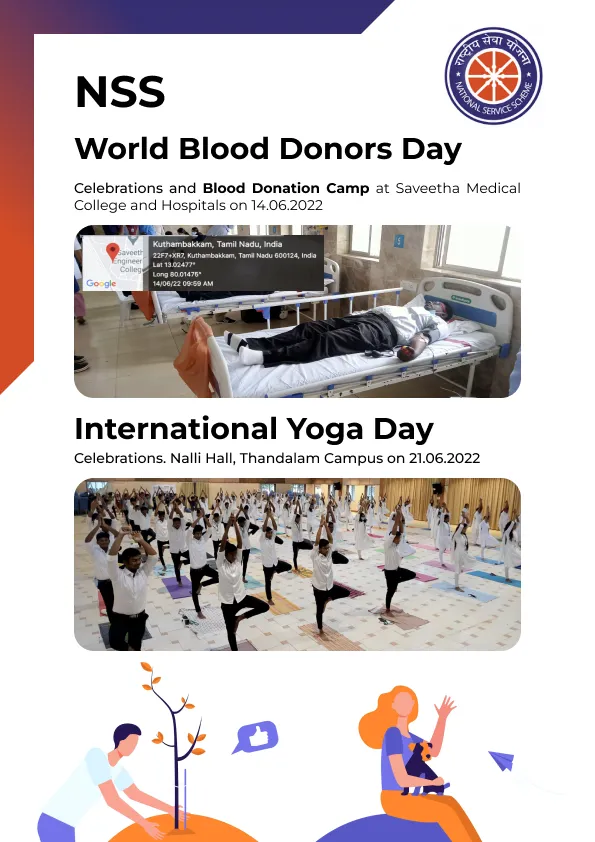 राष्ट्रीय सेवा योजना
NATIONAL SERVICE SCHEME
NSS
World Blood Donors Day
Celebrations and Blood Donation Camp at Saveetha Medical
College and Hospitals on 14.06.2022
Saveeth
Engineer
College
Google
Kuthambakkam, Tamil Nadu, India
22F7+XR7, Kuthambakkam, Tamil Nadu 600124, India
Lat 13.02477°
Long 80.01475°
14/06/22 09:59 AM
International Yoga Day
Celebrations. Nalli Hall, Thandalam Campus on 21.06.2022